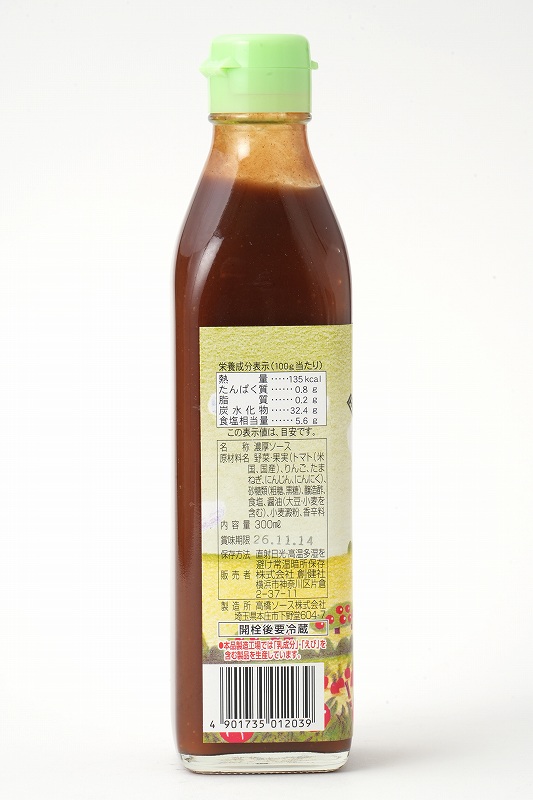 栄養成分表示(100g当たり)
熱量‥‥‥135kcal
たんぱく質‥‥‥0.8g
脂質‥‥‥0.2g
炭水化物‥‥‥32.4g
食塩相当量‥‥‥5.6g
この表示値は、目安です。
名称 濃厚ソース
原材料名 野菜・果実(トマト(米
国、国産)、りんご、たま
ねぎ、にんじん、にんにく)、
砂糖類(粗糖、黒糖)、醸造酢、
食塩、醤油(大豆・小麦を
含む)、小麦澱粉、香辛料
内容量 300mℓ
賞味期限 26.11.14
保存方法 直射日光・高温多湿を
避け常温暗所保存
販売者 株式会社 創健社
横浜市神奈川区片倉
2-37-11
製造所 高橋ソース株式会社
埼玉県本庄市下野堂604-7
開栓後要冷蔵
●本品製造工場では「乳成分」・「えび」を
含む製品を生産しています。
4 901735 012039